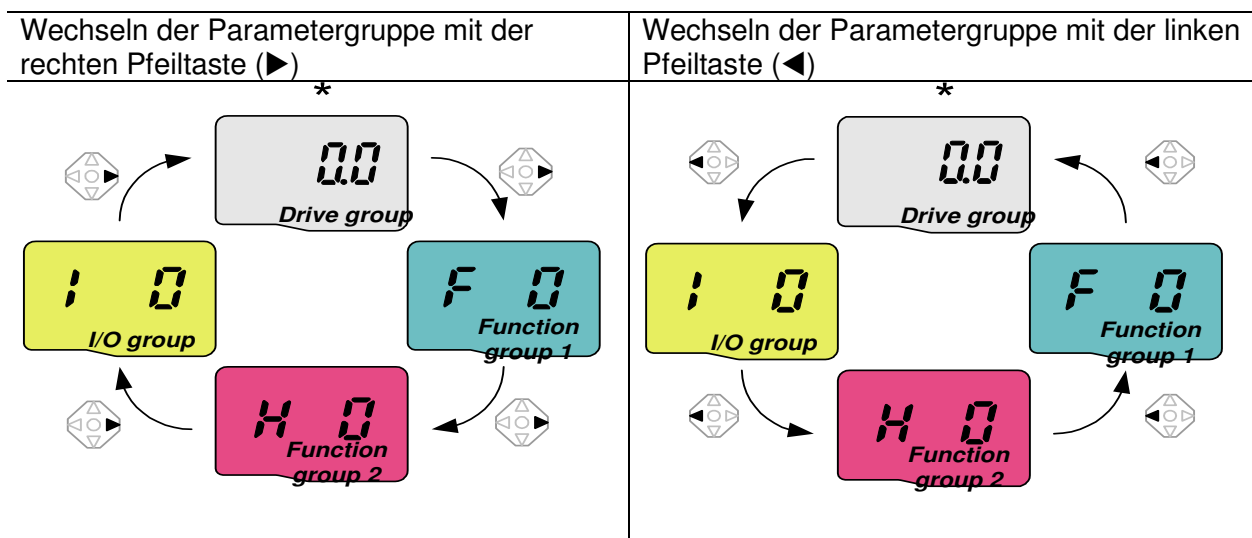 Wechseln der Parametergruppe mit der
rechten Pfeiltaste (▶)
*
0.0
Drive group
I 0
I/O group
F 0
Function
group 1
H 0
Function
group 2
Wechseln der Parametergruppe mit der linken
Pfeiltaste (◀)
*
0.0
Drive group
I 0
I/O group
F 0
Function
group 1
H 0
Function
group 2